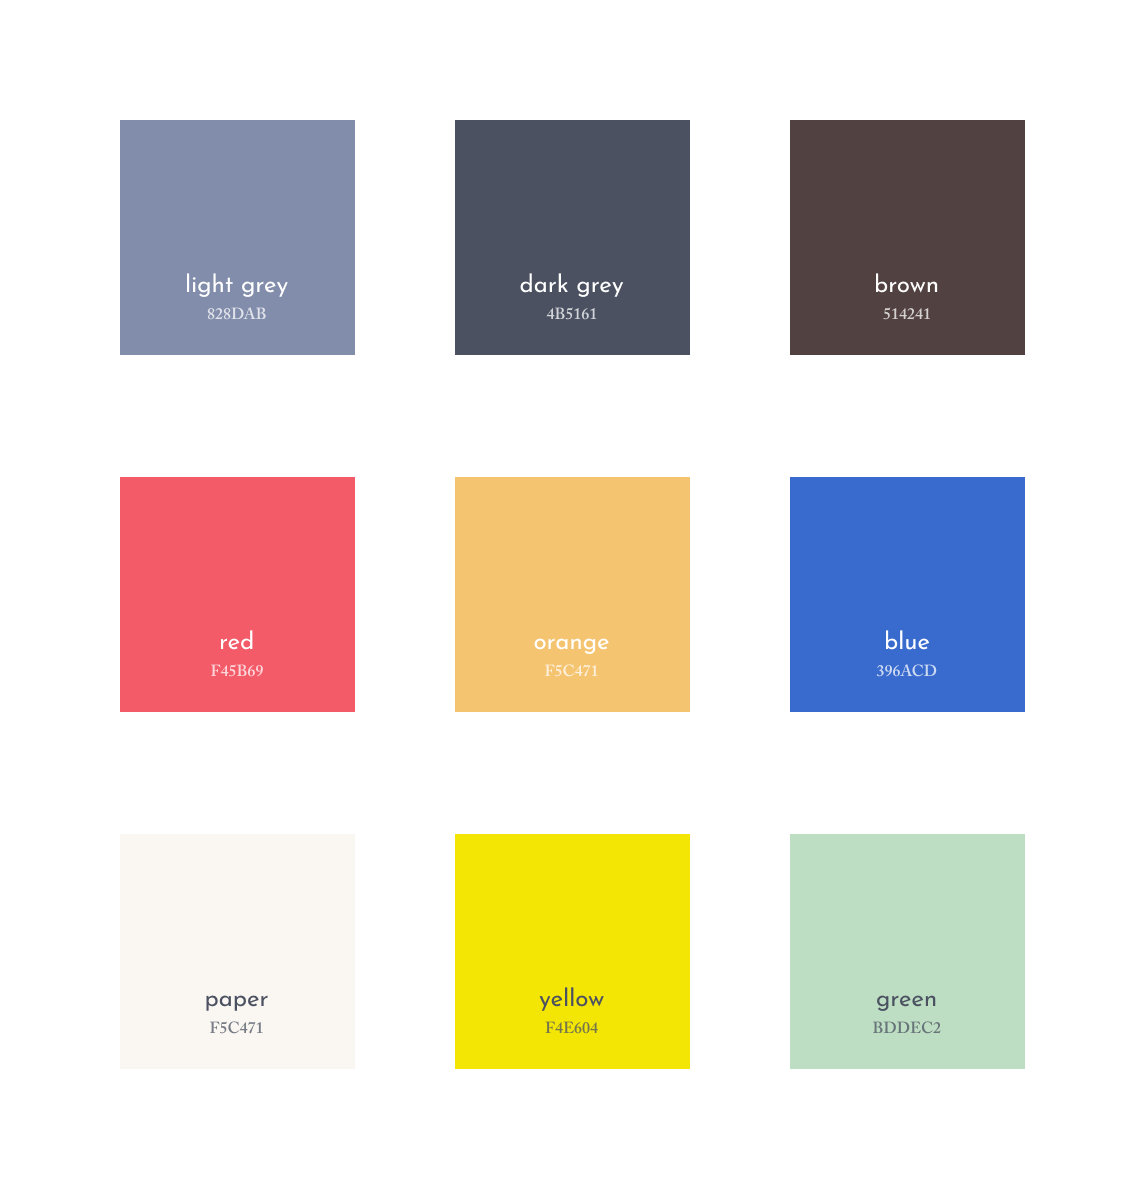 light grey
828DAB
dark grey
4B5161
brown
514241
red
F45B69
orange
F5C471
blue
396ACD
paper
F5C471
yellow
F4E604
green
BDDEC2